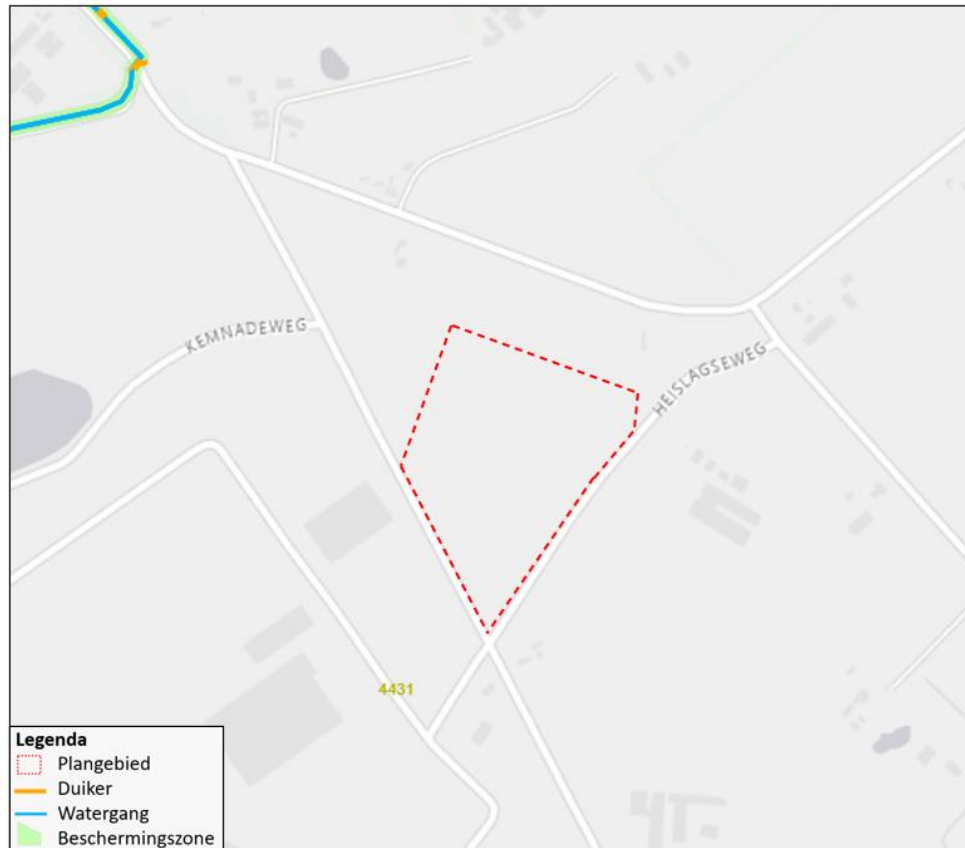 KEMNADEWEG
HEISLAGSEWEG
4431
Legenda
Plangebied
Duiker
Watergang
Beschermingszone